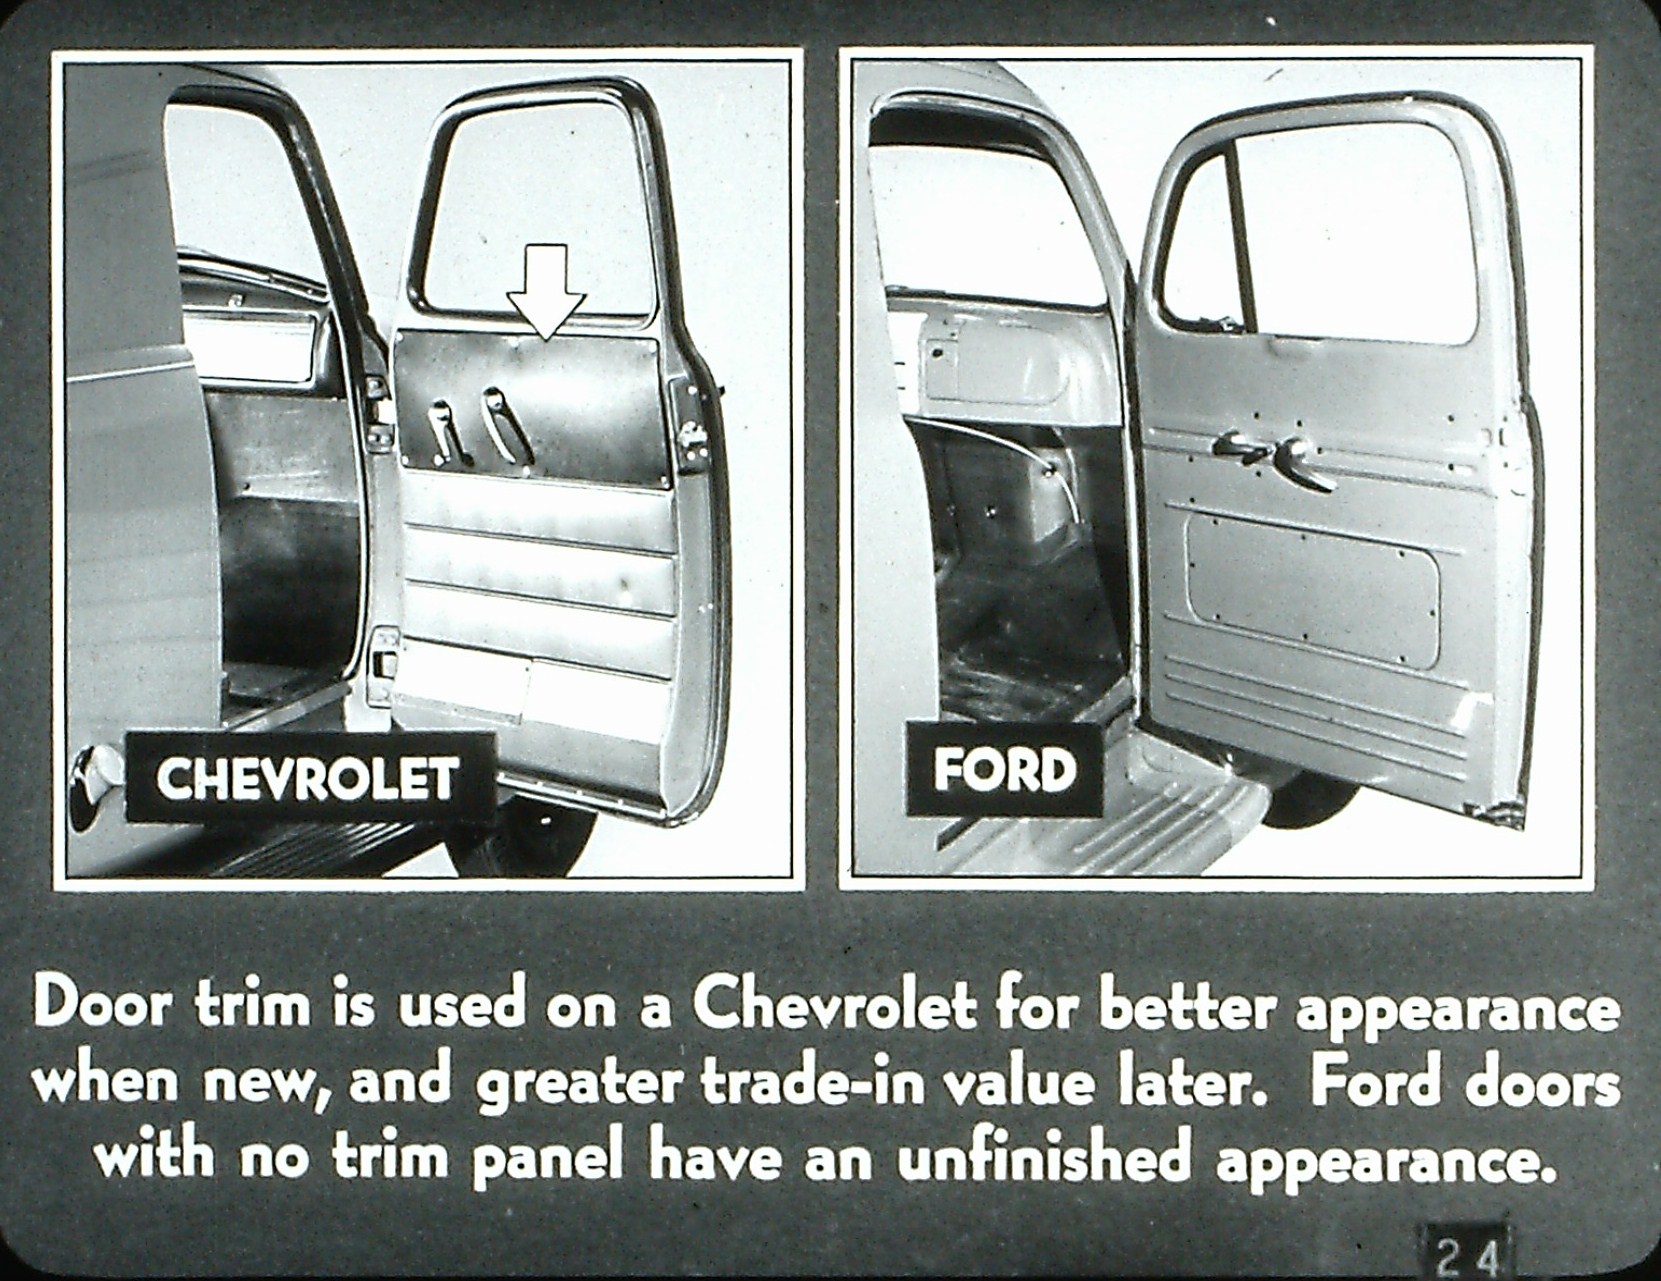 CHEVROLET
FORD
Door trim is used on a Chevrolet for better appearance
when new, and greater trade-in value later. Ford doors
with no trim panel have an unfinished appearance.
24